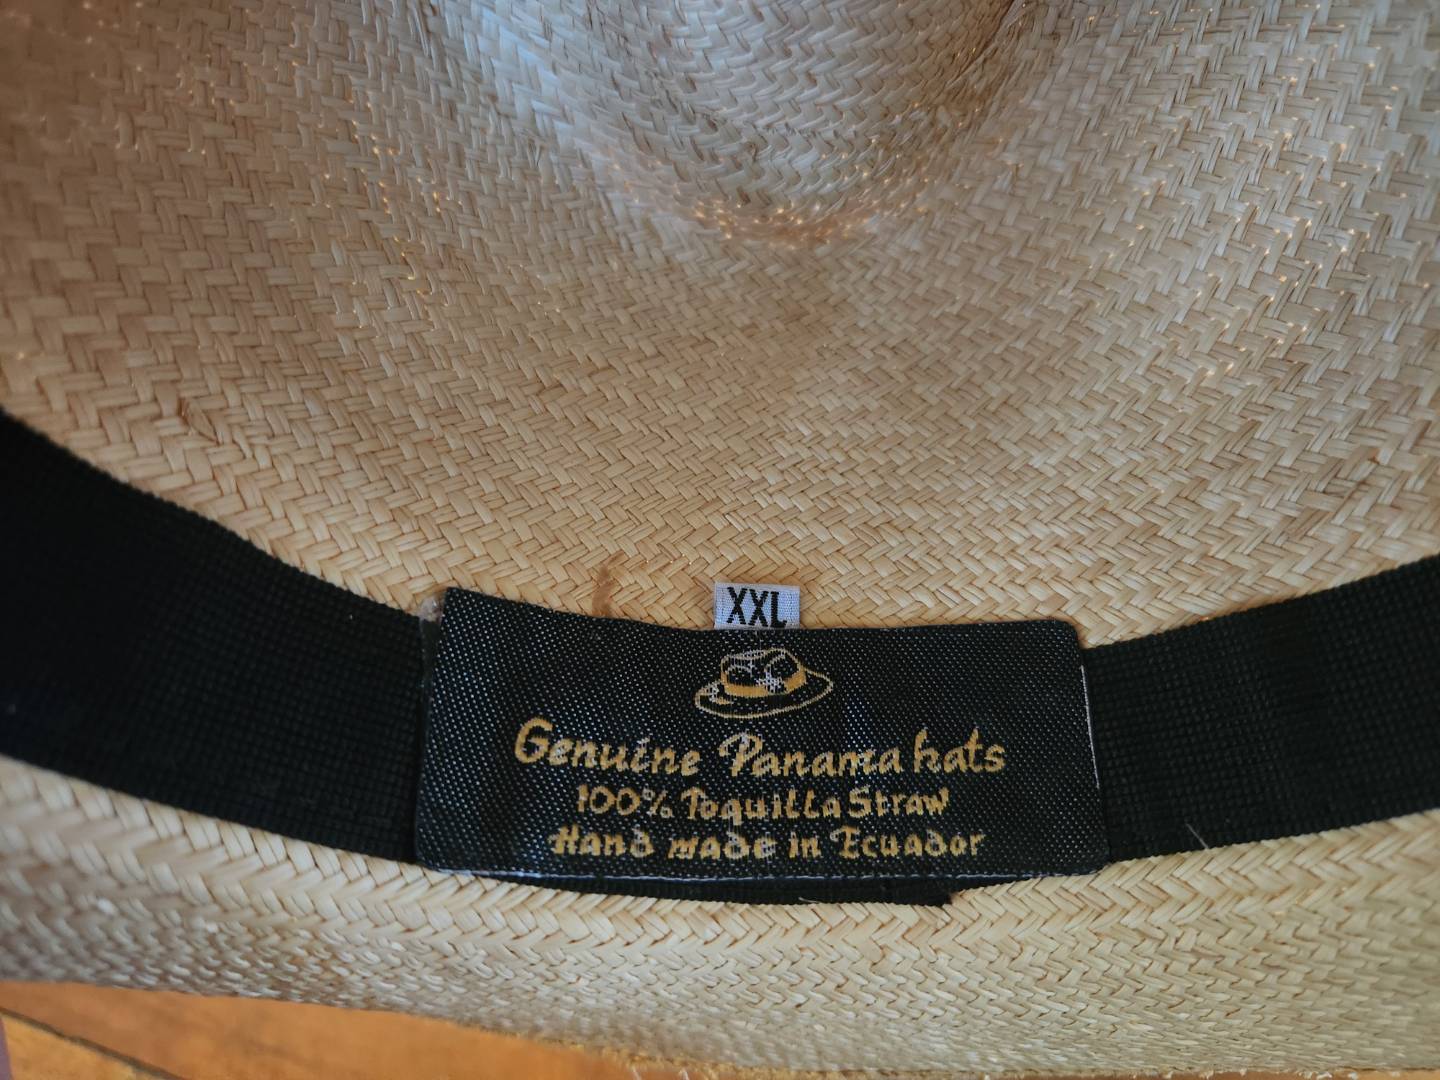 XXL
Genuine Panama hats
100% Toquilla Straw
Hand made in Ecuador